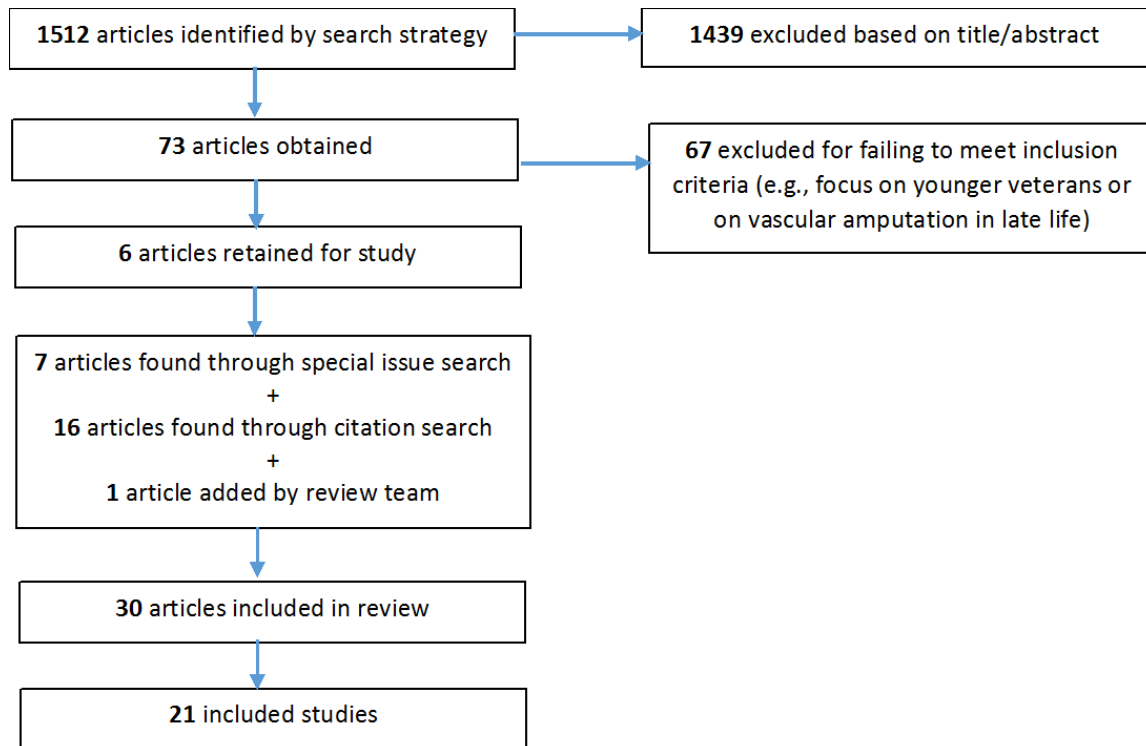 1512 articles identified by search strategy
1439 excluded based on title/abstract
73 articles obtained
67 excluded for failing to meet inclusion
criteria (e.g., focus on younger veterans or
on vascular amputation in late life)
6 articles retained for study
7 articles found through special issue search
+
16 articles found through citation search
+
1 article added by review team
30 articles included in review
21 included studies